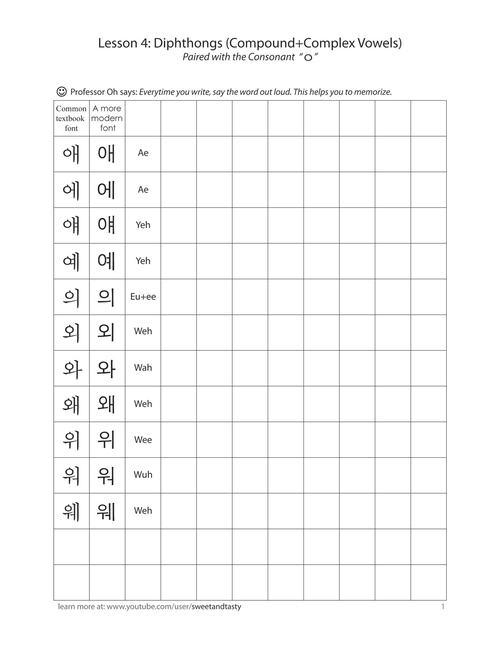 Lesson 4: Diphthongs (Compound+Complex Vowels)
Paired with the Consonant "ㅇ"
Professor Oh says: Everytime you write, say the word out loud. This helps you to memorize.
Common textbook font A more modern font
애 애 Ae
에 에 Ae
얘 얘 Yeh
예 예 Yeh
의 의 Eu+ee
외 외 Weh
와 와 Wah
왜 왜 Weh
위 위 Wee
워 워 Wuh
웨 웨 Weh
learn more at: www.youtube.com/user/sweetandtasty 1